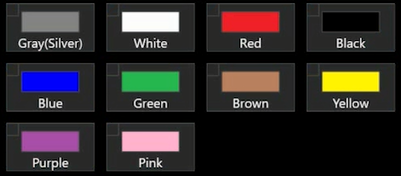 Gray(Silver)
White
Red
Black
Blue
Green
Brown
Yellow
Purple
Pink